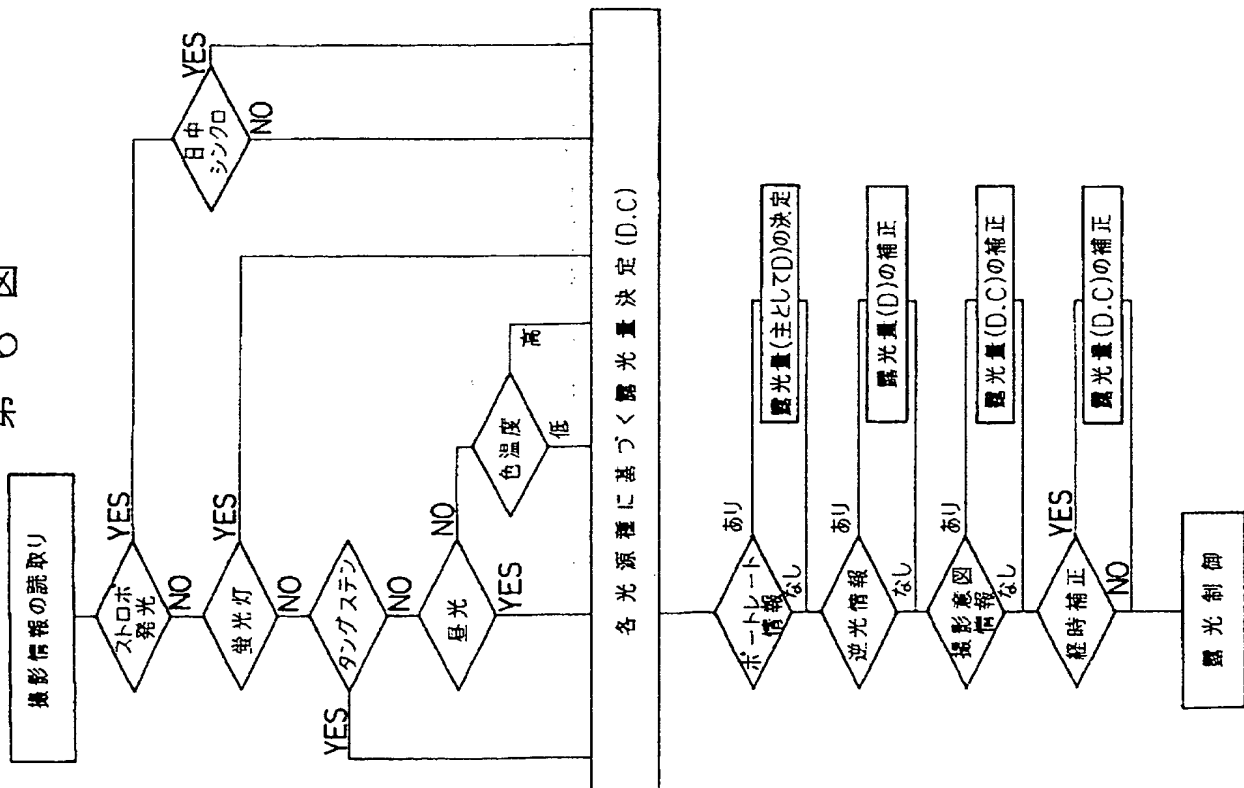 第 6 図
撮影情報の読取り
ストロボ
発光
YES
NO
日中
シンクロ
YES
NO
蛍光灯
YES
NO
タングステン
YES
NO
昼光
NO
YES
色温度
高
低
各光源種に基づく露光量決定(D.C)
ポートレート
情報
あり
なし
露光量(主としてD)の決定
逆光情報
あり
なし
露光量(D)の補正
撮影意図
情報
あり
なし
露光量(D.C)の補正
経時補正
YES
NO
露光量(D.C)の補正
露光制御